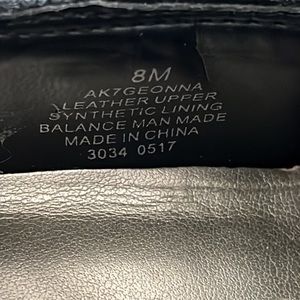 8M
AK7GEONNA
LEATHER UPPER
SYNTHETIC LINING
BALANCE MAN MADE
MADE IN CHINA
3034 0517